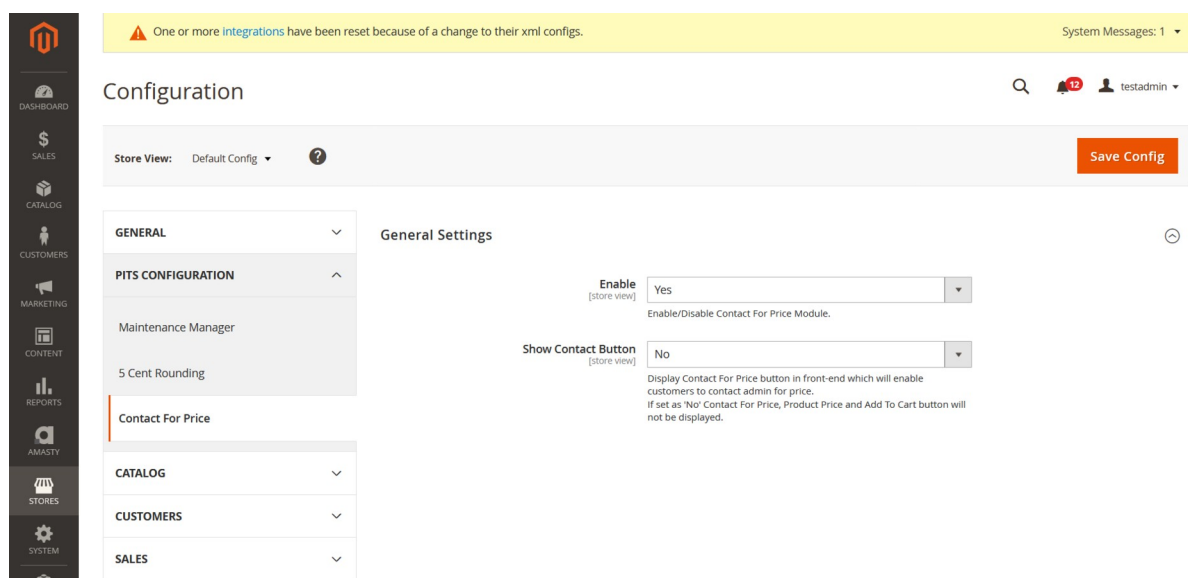 One or more integrations have been reset because of a change to their xml configs.
System Messages: 1
Configuration
12
testadmin
DASHBOARD
$
SALES
CATALOG
CUSTOMERS
MARKETING
CONTENT
REPORTS
AMASTY
STORES
SYSTEM
Store View: Default Config
?
Save Config
GENERAL
PITS CONFIGURATION
Maintenance Manager
5 Cent Rounding
Contact For Price
CATALOG
CUSTOMERS
SALES
General Settings
Enable
[store view]
Yes
Enable/Disable Contact For Price Module.
Show Contact Button
[store view]
No
Display Contact For Price button in front-end which will enable
customers to contact admin for price.
If set as 'No' Contact For Price, Product Price and Add To Cart button will
not be displayed.